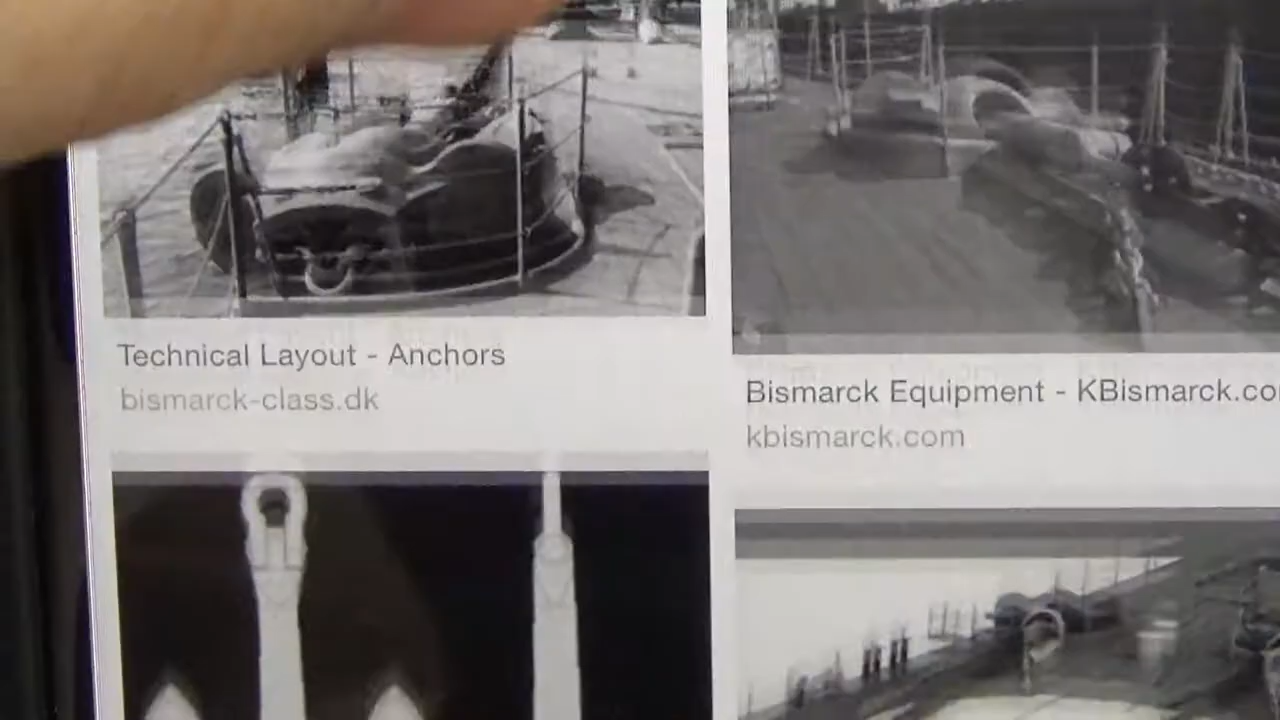 Technical Layout - Anchors
bismarck-class.dk
Bismarck Equipment - KBismarck.co
kbismarck.com